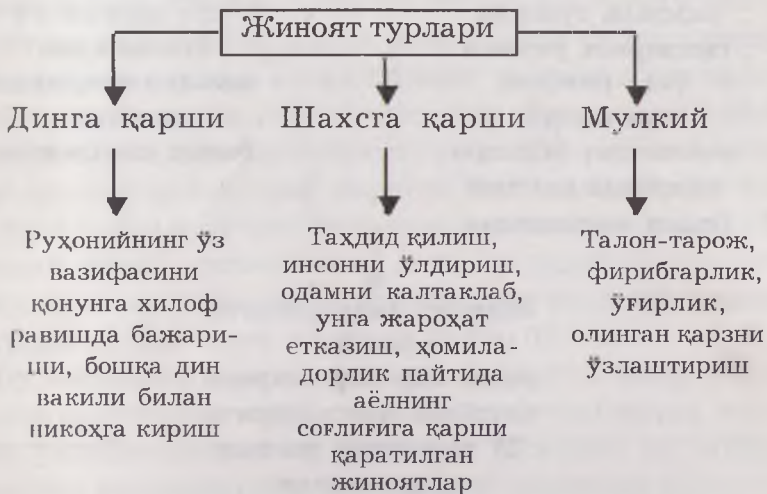 Жиноят турлари
Динга қарши
Шахсга қарши
Мулкий
Руҳонийнинг ўз
вазифасини
қонунга хилоф
равишда бажари-
ши, бошқа дин
вакили билан
никоҳга кириш
Таҳдид қилиш,
инсонни ўлдириш,
одамни калтаклаб,
унга жароҳат
етказиш, ҳомила-
дорлик пайтида
аёлнинг
соғлиғига қарши
қаратилган
жиноятлар
Талон-тарож,
фирибгарлик,
ўғирлик,
олинган қарзни
ўзлаштириш